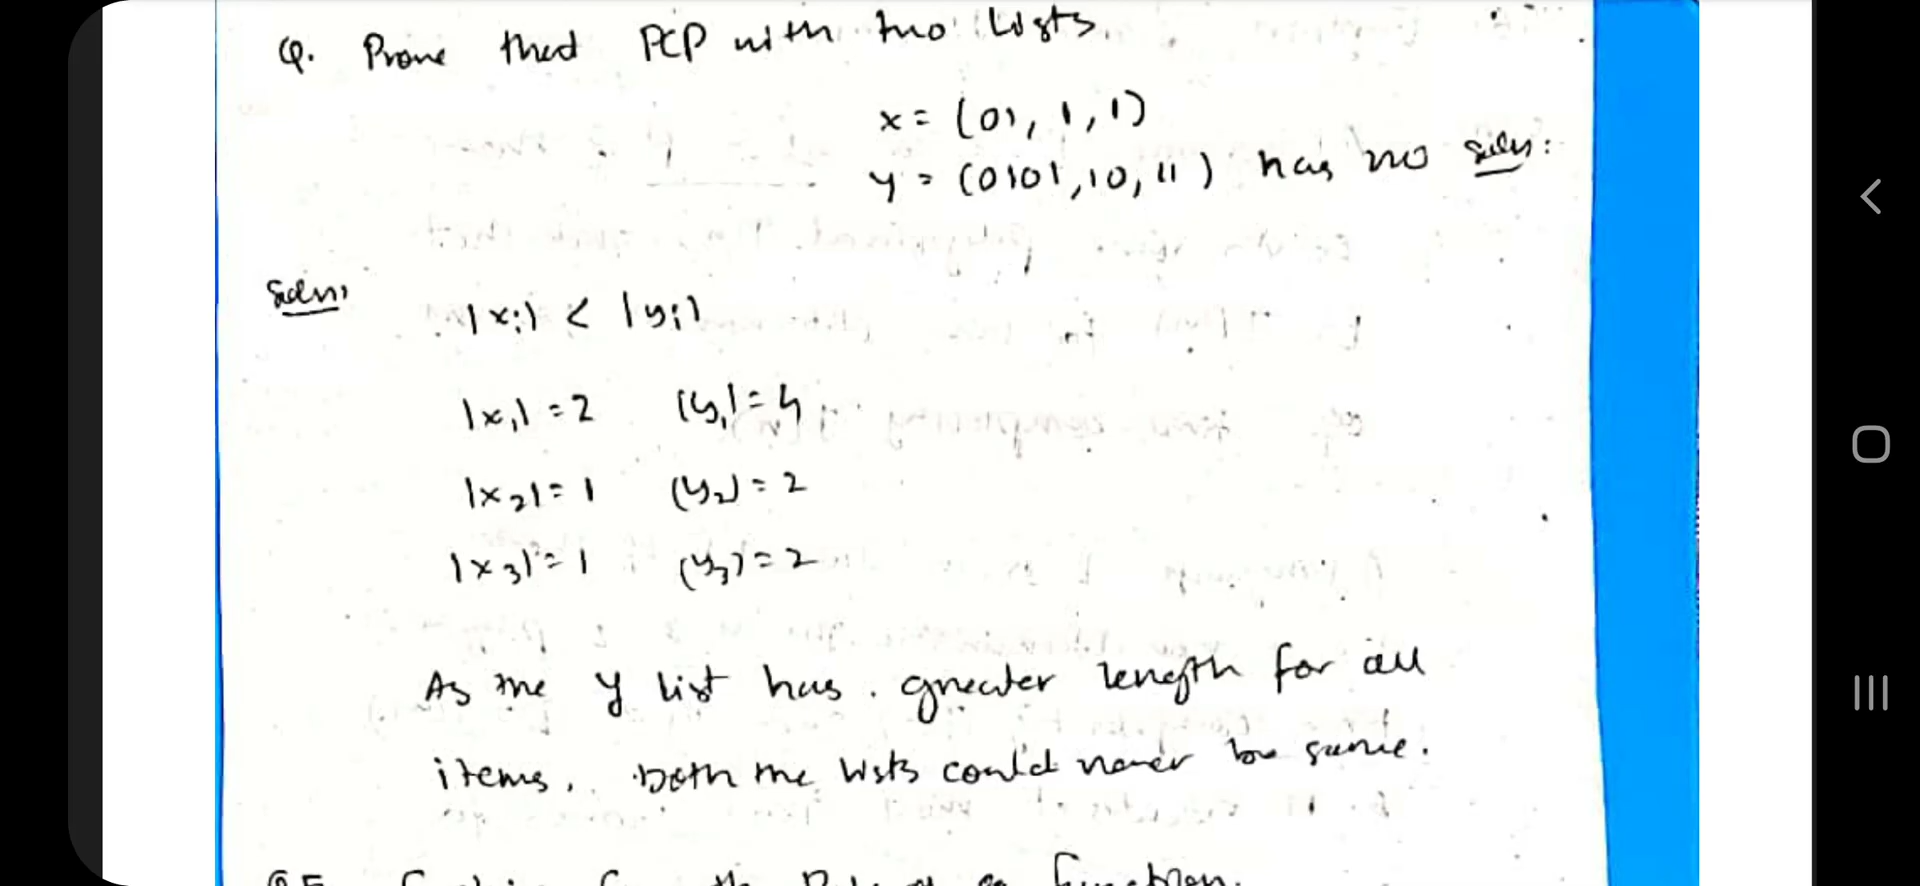 Q. Prove that PCP with two lists
x = (01, 1, 1)
y = (0101, 10, 11) has no soln:
Soln:
|xi| < |yi|
|x1| = 2 |y1| = 4
|x2| = 1 (y2) = 2
|x3| = 1 (y3) = 2
As the y list has greater length for all
items, both the lists could never be same.
Function.